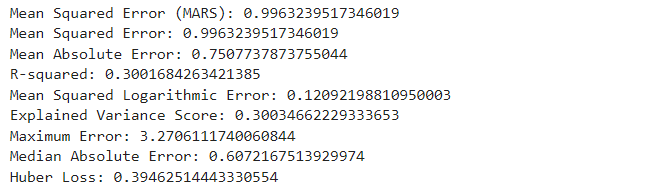 Mean Squared Error (MARS): 0.9963239517346019
Mean Squared Error: 0.9963239517346019
Mean Absolute Error: 0.7507737873755044
R-squared: 0.3001684263421385
Mean Squared Logarithmic Error: 0.12092198810950003
Explained Variance Score: 0.30034662229333653
Maximum Error: 3.2706111740060844
Median Absolute Error: 0.6072167513929974
Huber Loss: 0.39462514443330554